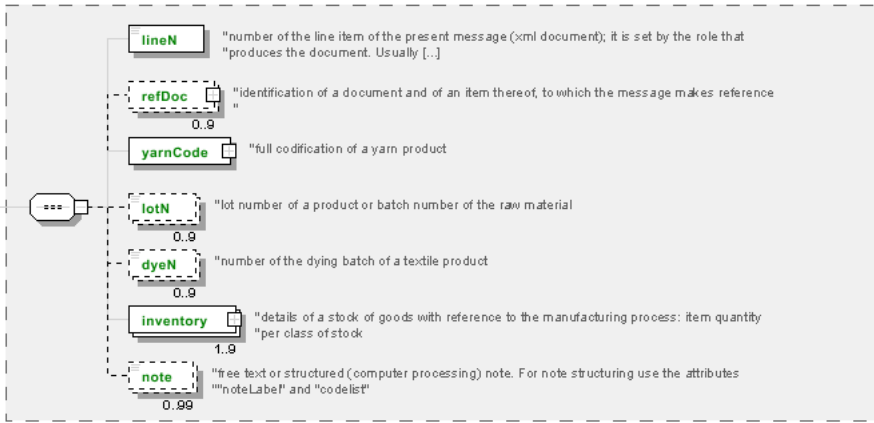 lineN
"number of the line item of the present message (xml document); it is set by the role that
"produces the document. Usually [...]
refDoc
"identification of a document and of an item thereof, to which the message makes reference
"
0..9
yarnCode
"full codification of a yarn product
lotN
"lot number of a product or batch number of the raw material
0..9
dyeN
"number of the dying batch of a textile product
0..9
inventory
"details of a stock of goods with reference to the manufacturing process: item quantity
"per class of stock
1..9
note
"free text or structured (computer processing) note. For note structuring use the attributes
""noteLabel" and "codelist"
0..99